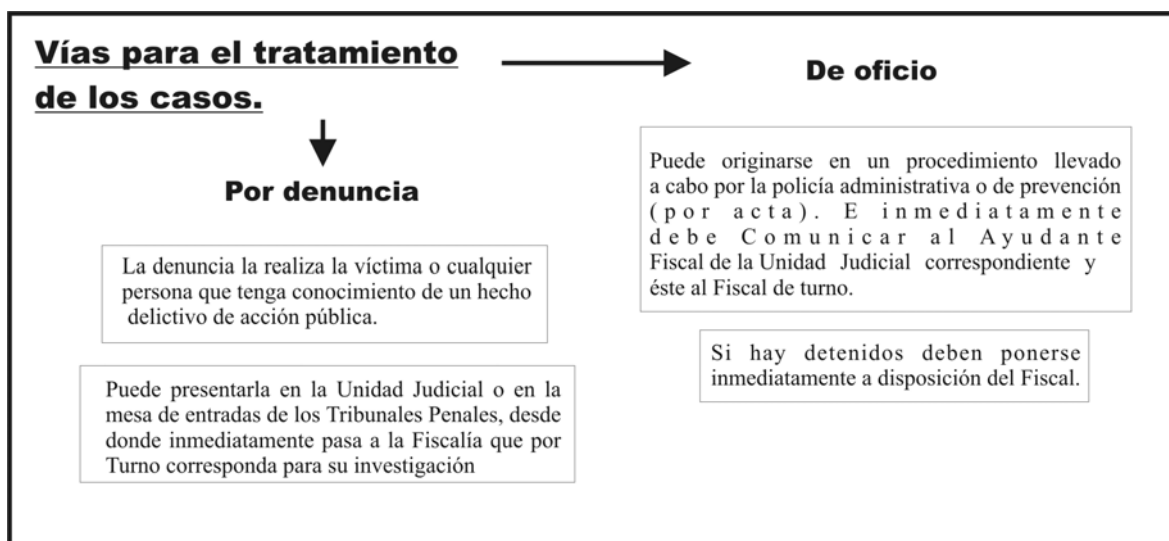 Vías para el tratamiento
de los casos.
De oficio
Por denuncia
La denuncia la realiza la víctima o cualquier
persona que tenga conocimiento de un hecho
delictivo de acción pública.
Puede presentarla en la Unidad Judicial o en la
mesa de entradas de los Tribunales Penales, desde
donde inmediatamente pasa a la Fiscalía que por
Turno corresponda para su investigación
Puede originarse en un procedimiento llevado
a cabo por la policía administrativa o de prevención
(por acta). E inmediatamente
debe Comunicar al Ayudante
Fiscal de la Unidad Judicial correspondiente y
éste al Fiscal de turno.
Si hay detenidos deben ponerse
inmediatamente a disposición del Fiscal.